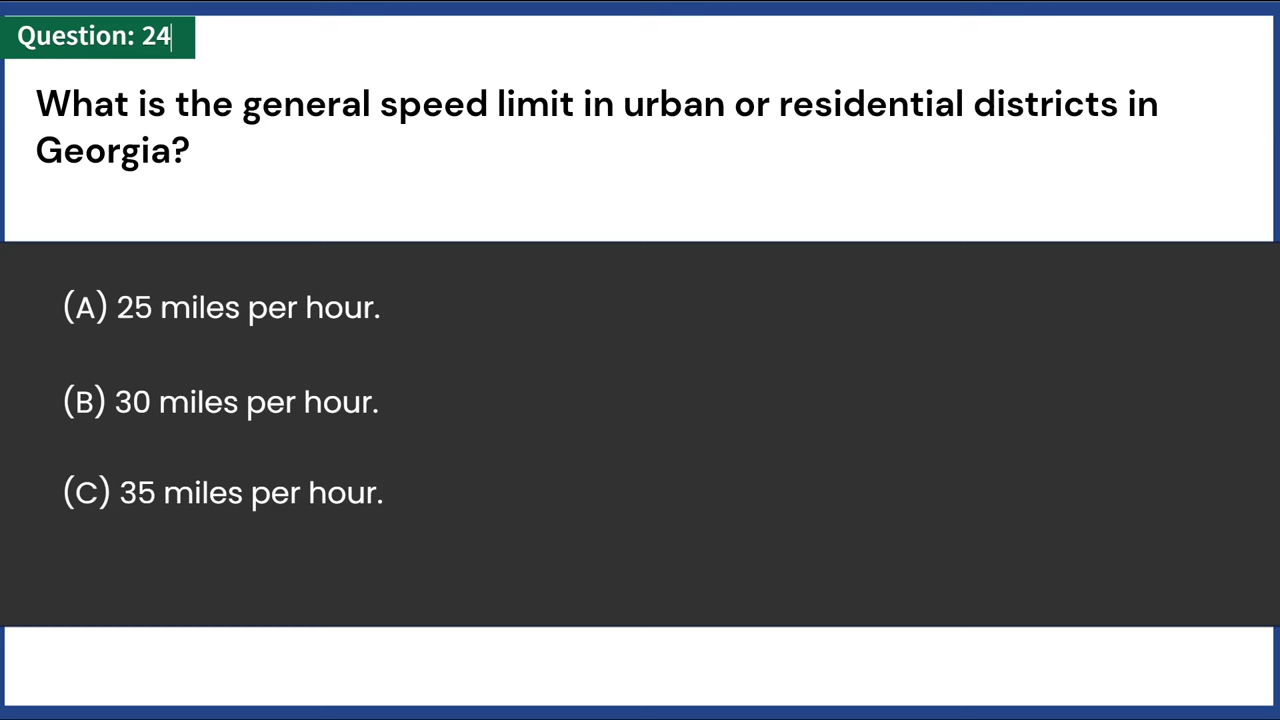 Question: 24
What is the general speed limit in urban or residential districts in
Georgia?
(A) 25 miles per hour.
(B) 30 miles per hour.
(C) 35 miles per hour.